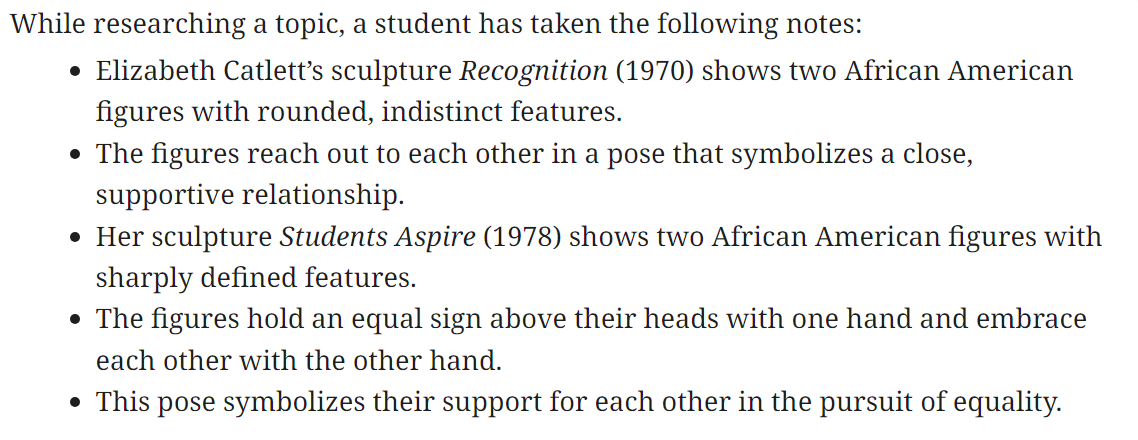 While researching a topic, a student has taken the following notes:
• Elizabeth Catlett’s sculpture Recognition (1970) shows two African American
figures with rounded, indistinct features.
• The figures reach out to each other in a pose that symbolizes a close,
supportive relationship.
• Her sculpture Students Aspire (1978) shows two African American figures with
sharply defined features.
• The figures hold an equal sign above their heads with one hand and embrace
each other with the other hand.
• This pose symbolizes their support for each other in the pursuit of equality.